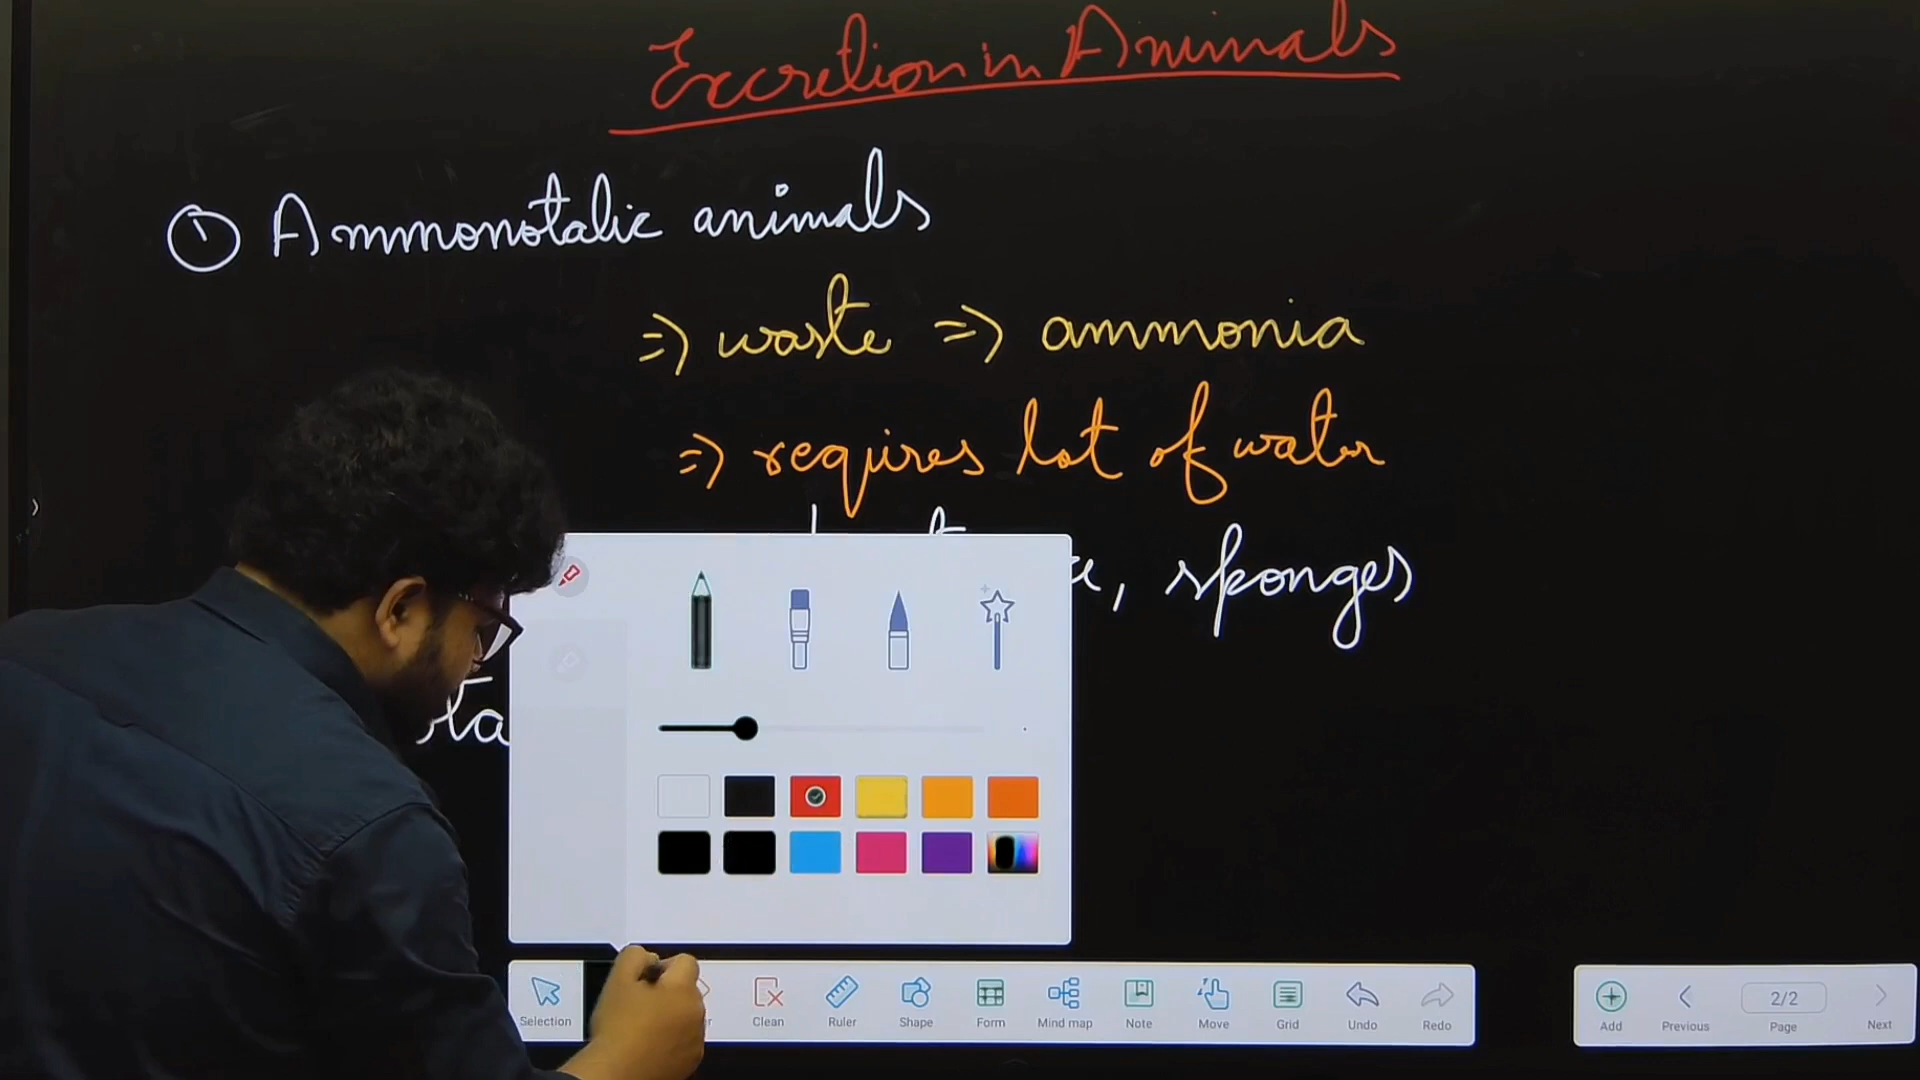 Excretion in Animals
1 Ammonotalic animals
=> waste => ammonia
=> requires lot of water
, sponges
Selection
Clean
Ruler
Shape
Form
Mind map
Note
Move
Grid
Undo
Redo
Add
Previous
2/2
Page
Next